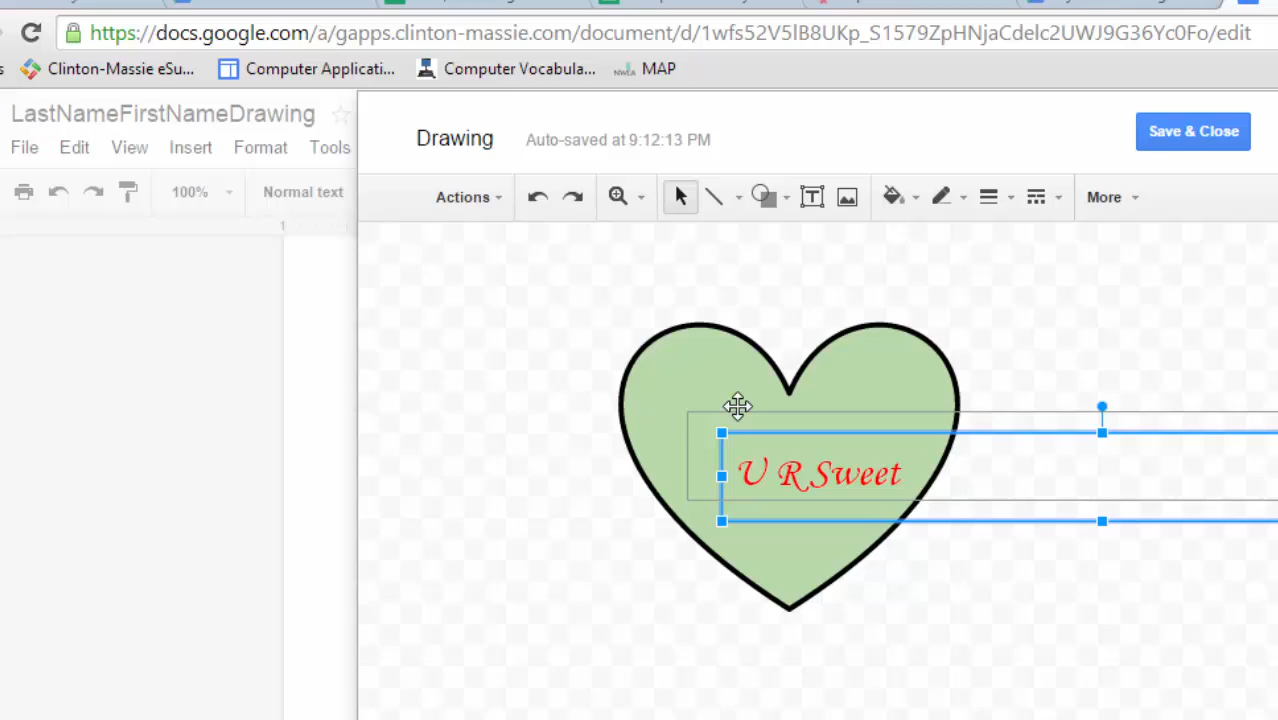 https://docs.google.com/a/gapps.clinton-massie.com/document/d/1wfs52V5lB8UKp_S1579ZpHNjaCdelc2UWJ9G36Yc0Fo/edit
s Clinton-Massie eSu... Computer Applicati... Computer Vocabula... NWEA MAP
LastNameFirstNameDrawing
File Edit View Insert Format Tools
100% Normal text
1
Drawing Auto-saved at 9:12:13 PM Save & Close
Actions More
U R Sweet